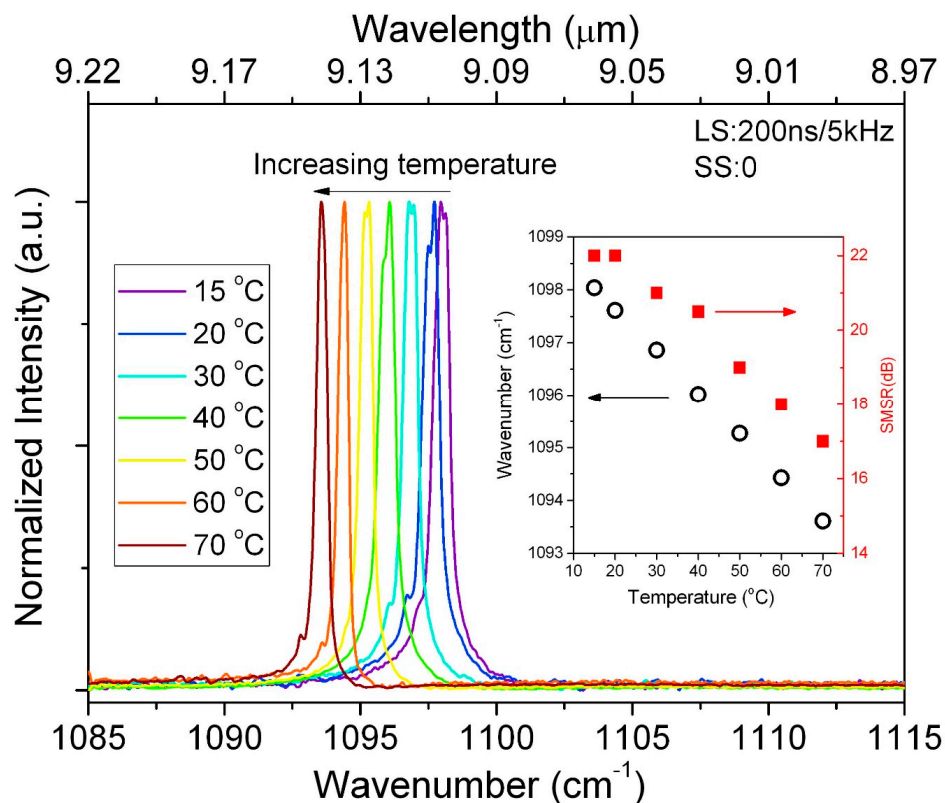 Wavelength (μm)
9.22 9.17 9.13 9.09 9.05 9.01 8.97
LS:200ns/5kHz
SS:0
Increasing temperature
Normalized Intensity (a.u.)
15 °C
20 °C
30 °C
40 °C
50 °C
60 °C
70 °C
Wavenumber (cm⁻¹)
1099
1098
1097
1096
1095
1094
1093
22
20
18
16
14
SMSR(dB)
10 20 30 40 50 60 70
Temperature (°C)
1085 1090 1095 1100 1105 1110 1115
Wavenumber (cm⁻¹)